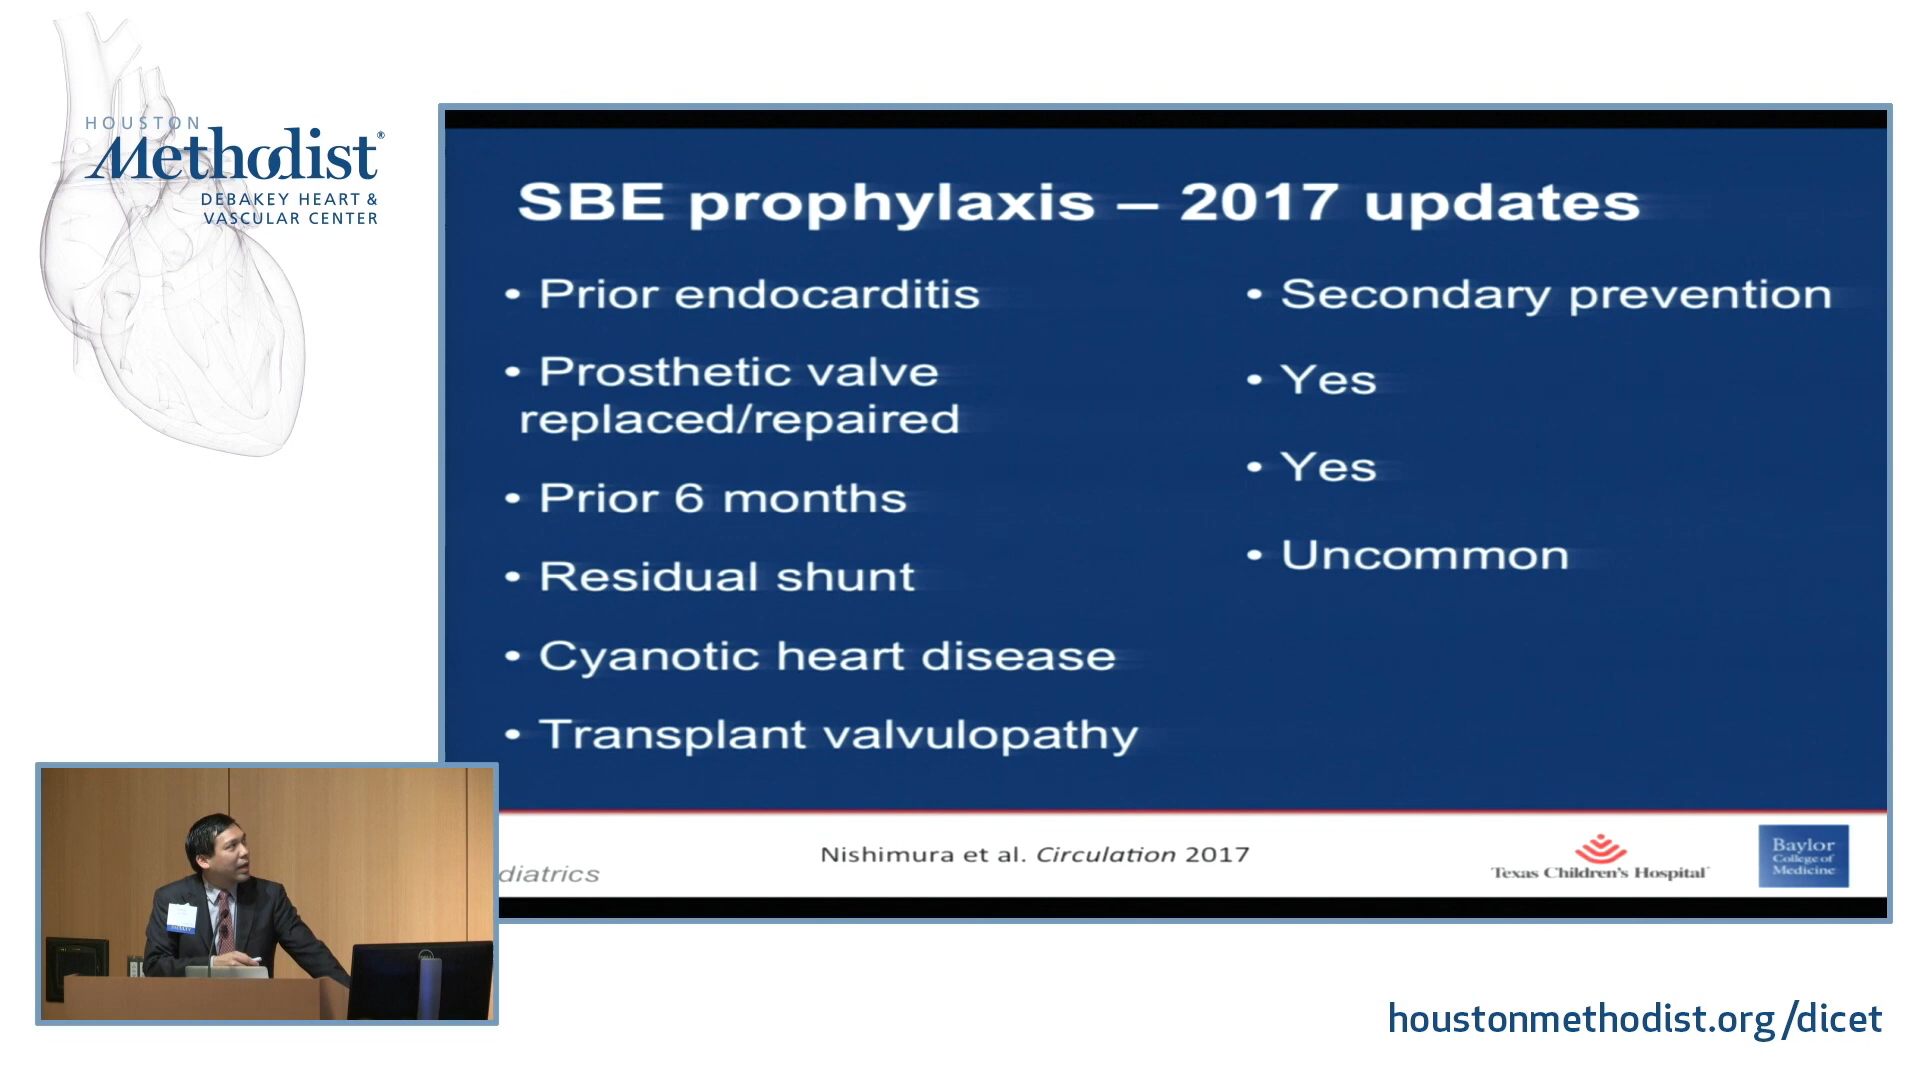 HOUSTON
Methodist®
DEBAKEY HEART &
VASCULAR CENTER
SBE prophylaxis – 2017 updates
• Prior endocarditis
• Prosthetic valve
replaced/repaired
• Prior 6 months
• Residual shunt
• Cyanotic heart disease
• Transplant valvulopathy
• Secondary prevention
• Yes
• Yes
• Uncommon
diatrics
Nishimura et al. Circulation 2017
Texas Children's Hospital
Baylor
College of
Medicine
houstonmethodist.org/dicet